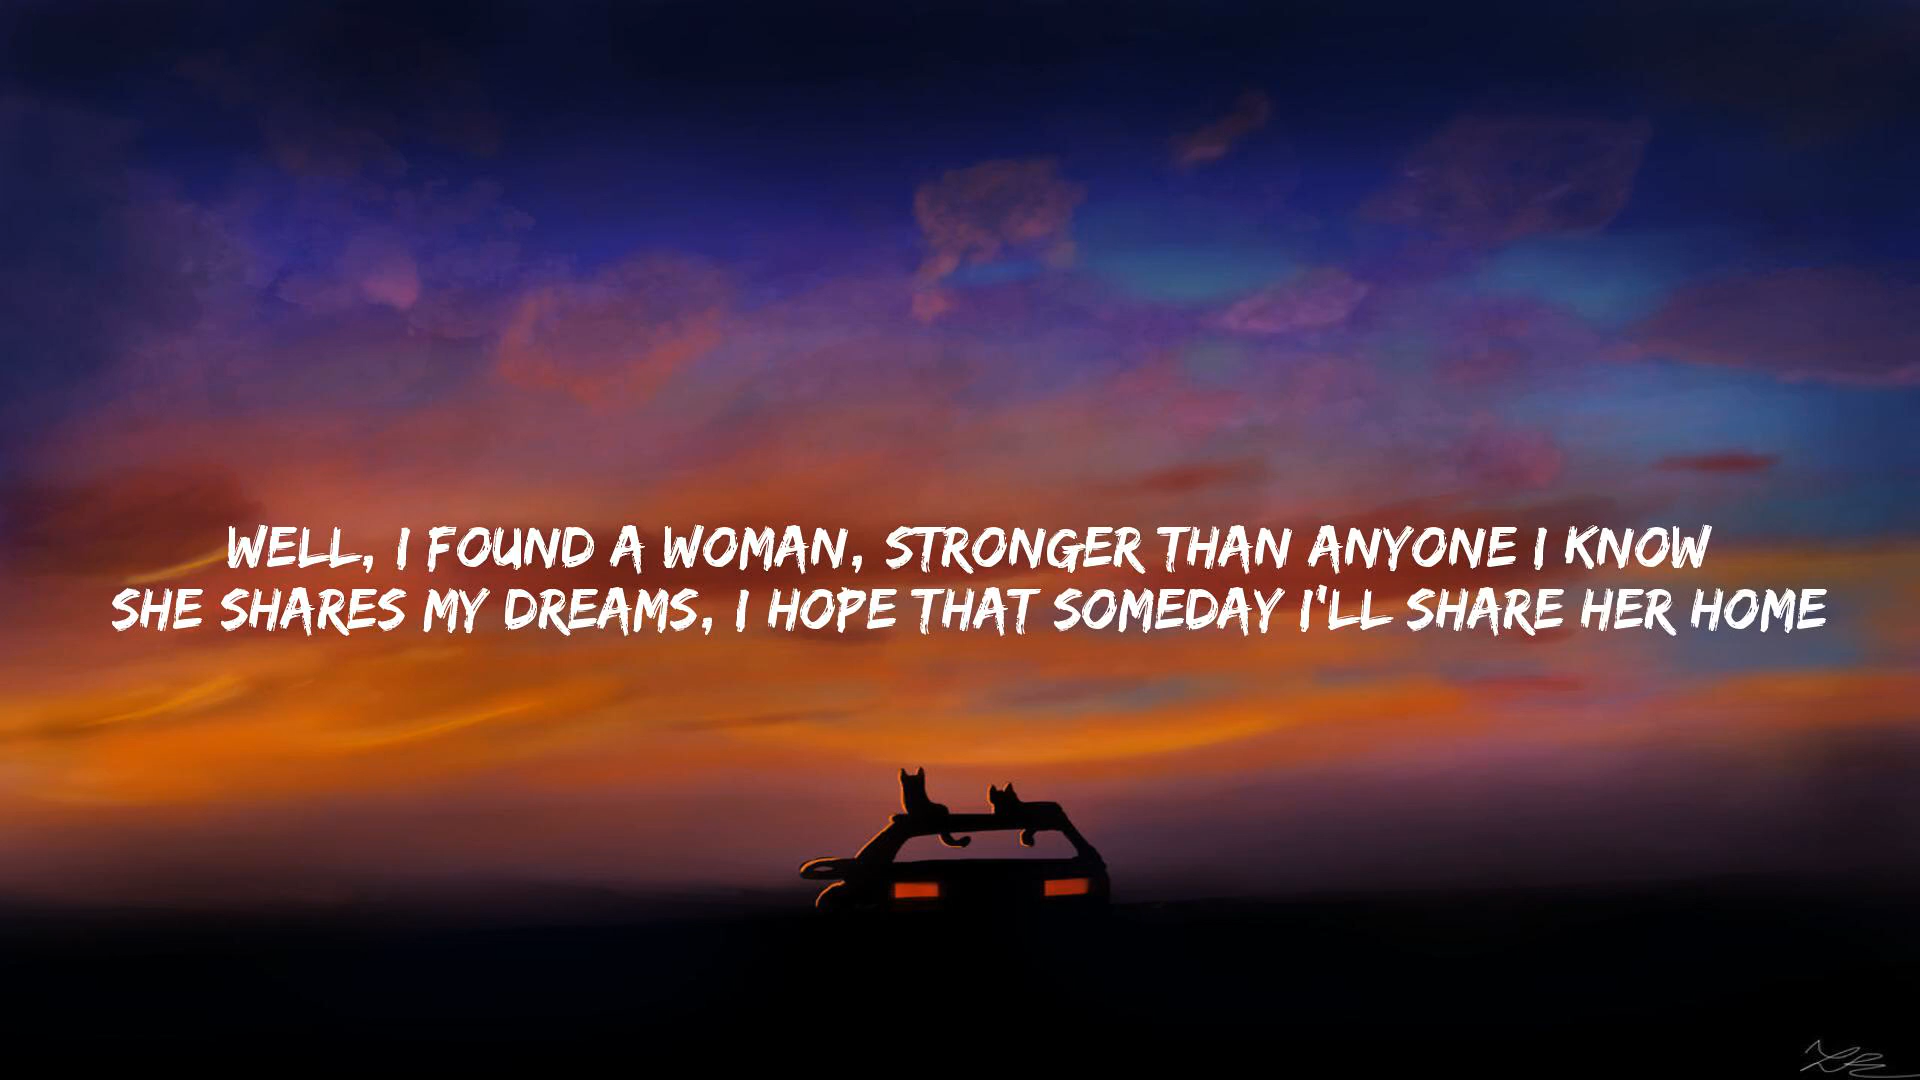 WELL, I FOUND A WOMAN, STRONGER THAN ANYONE I KNOW
SHE SHARES MY DREAMS, I HOPE THAT SOMEDAY I'LL SHARE HER HOME